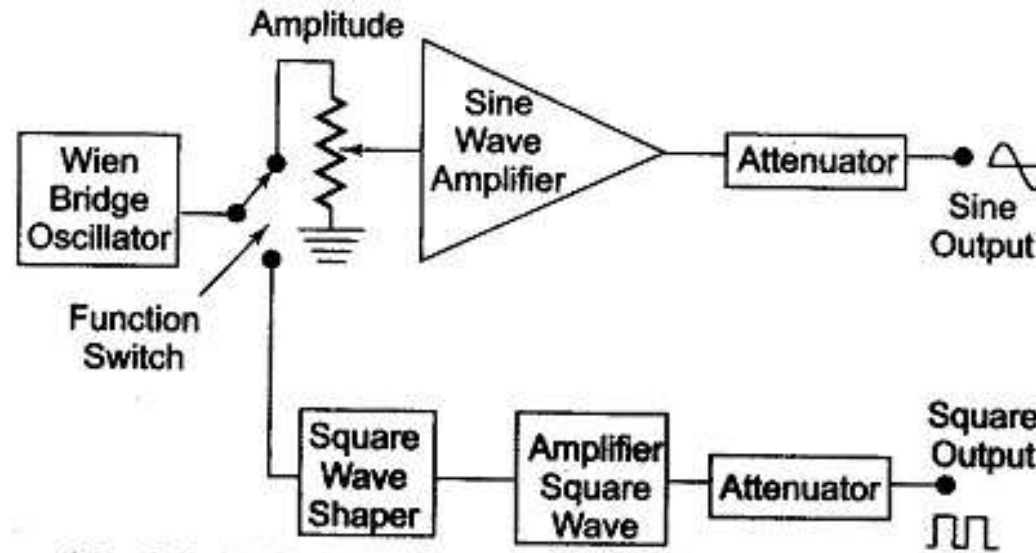 Amplitude
Wien
Bridge
Oscillator
Sine
Wave
Amplifier
Attenuator
Sine
Output
Function
Switch
Square
Wave
Shaper
Amplifier
Square
Wave
Attenuator
Square
Output